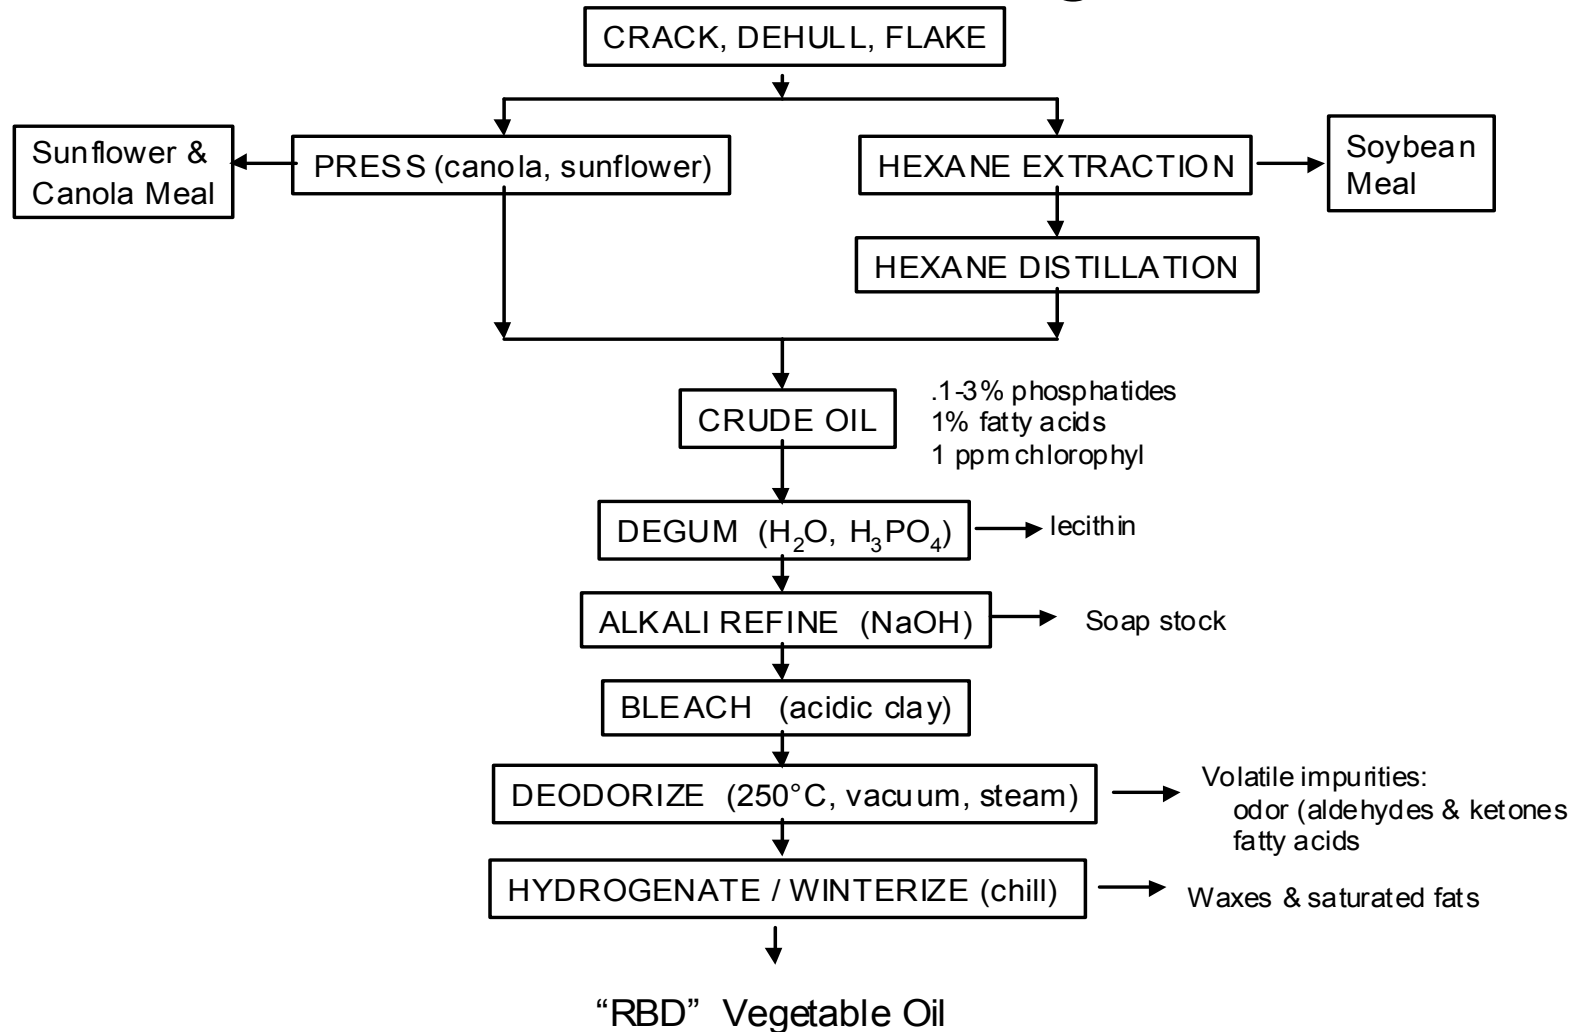 CRACK, DEHULL, FLAKE
Sunflower &
Canola Meal
PRESS (canola, sunflower)
HEXANE EXTRACTION
Soybean
Meal
HEXANE DISTILLATION
CRUDE OIL
.1-3% phosphatides
1% fatty acids
1 ppm chlorophyl
DEGUM (H₂O, H₃PO₄)
lecithin
ALKALI REFINE (NaOH)
Soap stock
BLEACH (acidic clay)
DEODORIZE (250°C, vacuum, steam)
Volatile impurities:
odor (aldehydes & ketones
fatty acids
HYDROGENATE / WINTERIZE (chill)
Waxes & saturated fats
“RBD” Vegetable Oil